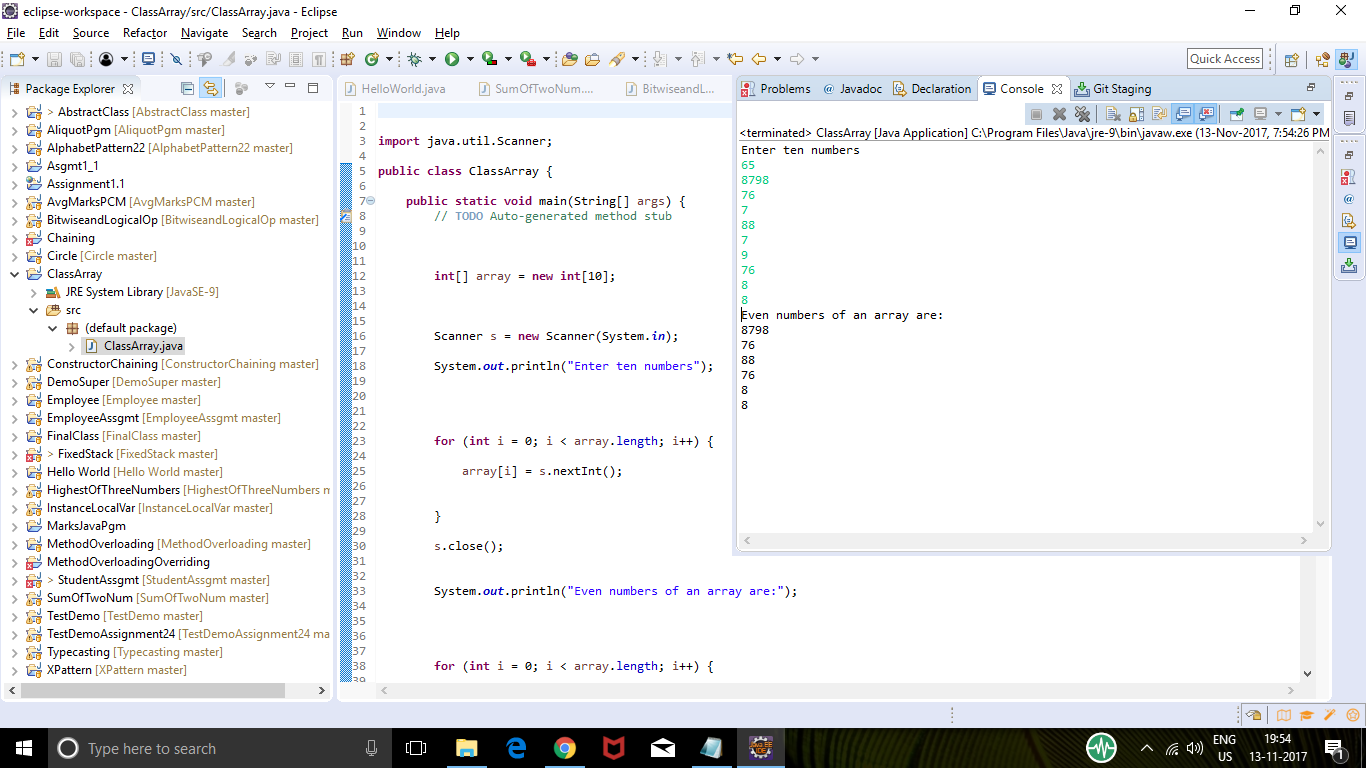 eclipse-workspace - ClassArray/src/ClassArray.java - Eclipse
File Edit Source Refactor Navigate Search Project Run Window Help
Quick Access
Package Explorer
> AbstractClass [AbstractClass master]
AliquotPgm [AliquotPgm master]
AlphabetPattern22 [AlphabetPattern22 master]
Asgmt1_1
Assignment1.1
AvgMarksPCM [AvgMarksPCM master]
BitwiseandLogicalOp [BitwiseandLogicalOp master]
Chaining
Circle [Circle master]
ClassArray
JRE System Library [JavaSE-9]
src
(default package)
ClassArray.java
ConstructorChaining [ConstructorChaining master]
DemoSuper [DemoSuper master]
Employee [Employee master]
EmployeeAssgmt [EmployeeAssgmt master]
FinalClass [FinalClass master]
> FixedStack [FixedStack master]
Hello World [Hello World master]
HighestOfThreeNumbers [HighestOfThreeNumbers m
InstanceLocalVar [InstanceLocalVar master]
MarksJavaPgm
MethodOverloading [MethodOverloading master]
MethodOverloadingOverriding
> StudentAssgmt [StudentAssgmt master]
SumOfTwoNum [SumOfTwoNum master]
TestDemo [TestDemo master]
TestDemoAssignment24 [TestDemoAssignment24 ma
Typecasting [Typecasting master]
XPattern [XPattern master]
HelloWorld.java SumOfTwoNum.... BitwiseandL...
1
2
3 import java.util.Scanner;
4
5 public class ClassArray {
6
7 public static void main(String[] args) {
8 // TODO Auto-generated method stub
9
10
11
12 int[] array = new int[10];
13
14
15
16 Scanner s = new Scanner(System.in);
17
18 System.out.println("Enter ten numbers");
19
20
21
22
23 for (int i = 0; i < array.length; i++) {
24
25 array[i] = s.nextInt();
26
27
28 }
29
30 s.close();
31
32
33 System.out.println("Even numbers of an array are:");
34
35
36
37
38 for (int i = 0; i < array.length; i++) {
39
Problems @ Javadoc Declaration Console Git Staging
<terminated> ClassArray [Java Application] C:\Program Files\Java\jre-9\bin\javaw.exe (13-Nov-2017, 7:54:26 PM
Enter ten numbers
65
8798
76
7
88
7
9
76
8
8
Even numbers of an array are:
8798
76
88
76
8
8
Type here to search
ENG
US
19:54
13-11-2017
1